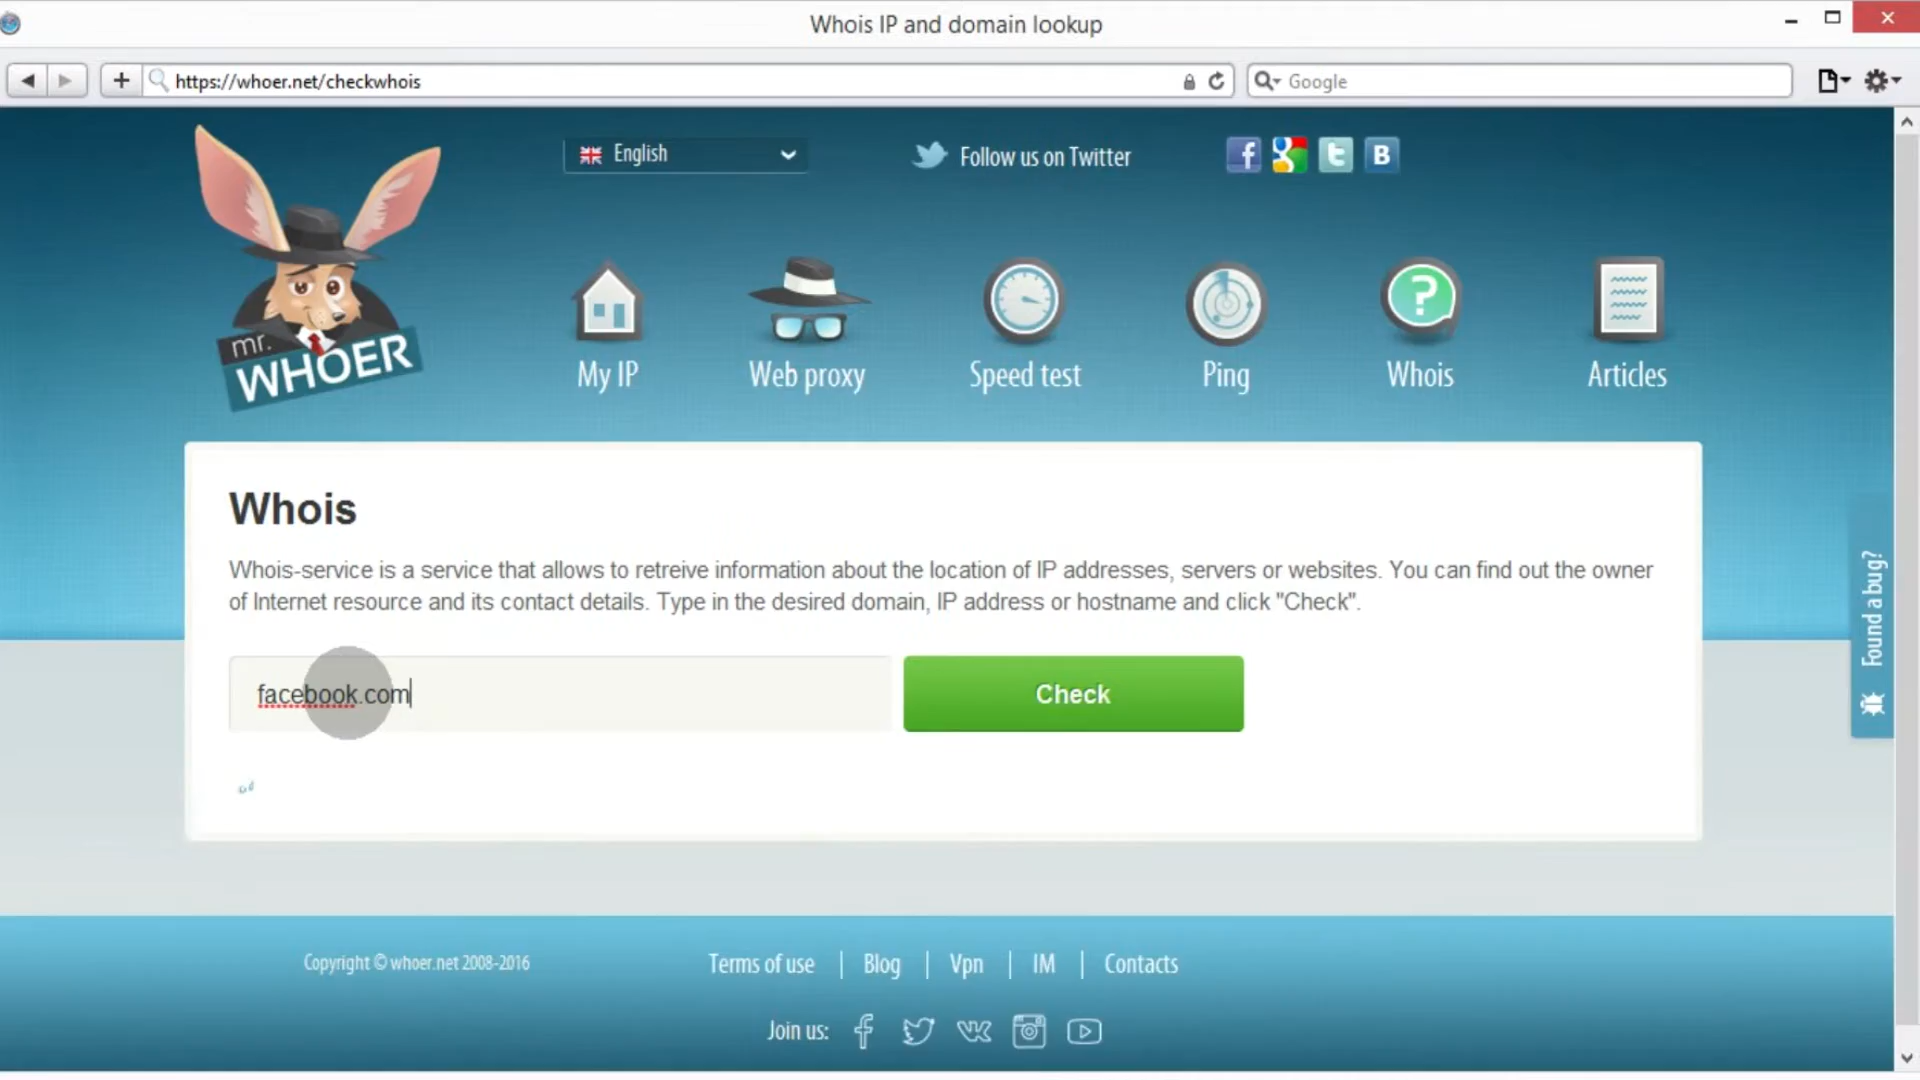 Whois IP and domain lookup
https://whoer.net/checkwhois
Google
English
Follow us on Twitter
mr.
WHOER
My IP
Web proxy
Speed test
Ping
Whois
Articles
Whois
Whois-service is a service that allows to retreive information about the location of IP addresses, servers or websites. You can find out the owner
of Internet resource and its contact details. Type in the desired domain, IP address or hostname and click "Check".
facebook.com
Check
Found a bug?
Copyright © whoer.net 2008-2016
Terms of use | Blog | Vpn | IM | Contacts
Join us: